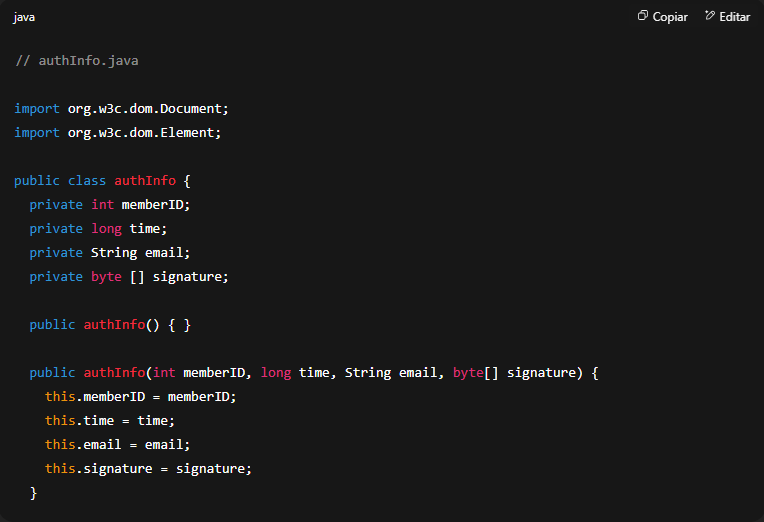 java
Copiar
Editar
// authInfo.java
import org.w3c.dom.Document;
import org.w3c.dom.Element;
public class authInfo {
  private int memberID;
  private long time;
  private String email;
  private byte [] signature;
  public authInfo() { }
  public authInfo(int memberID, long time, String email, byte[] signature) {
    this.memberID = memberID;
    this.time = time;
    this.email = email;
    this.signature = signature;
  }